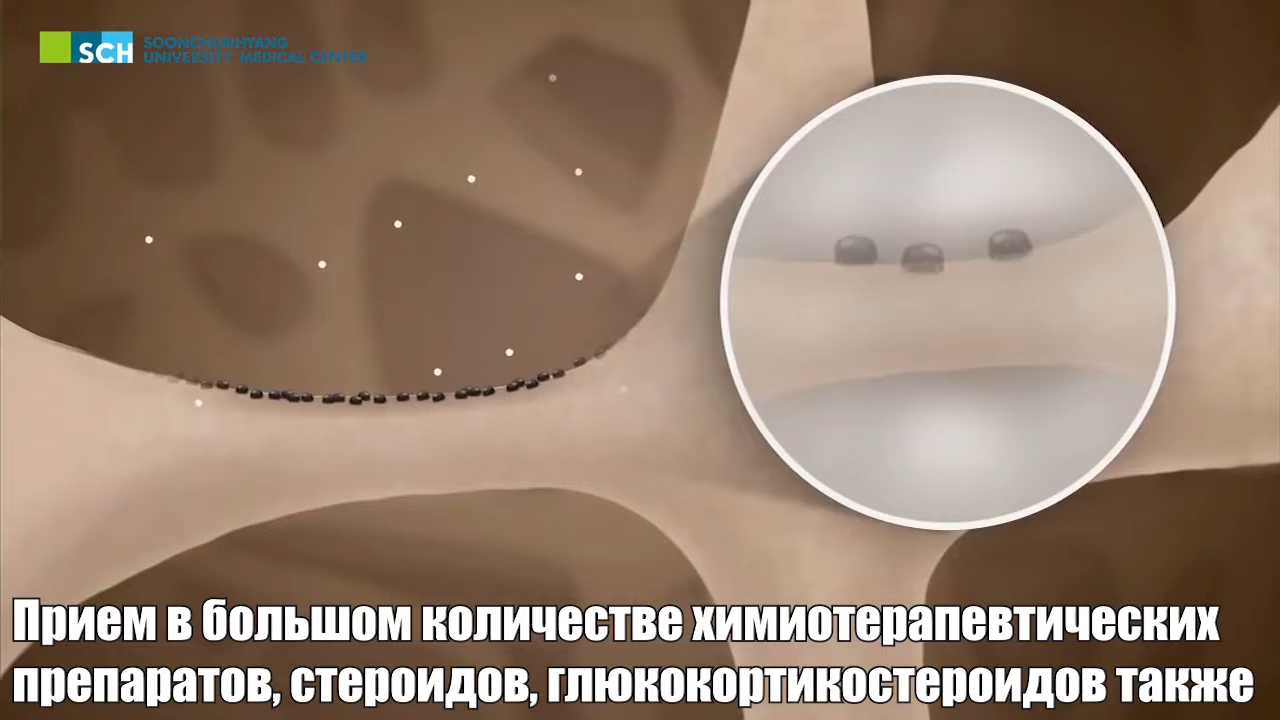 SCH
SOONCHUNHYANG
UNIVERSITY MEDICAL CENTER
Прием в большом количестве химиотерапевтических
препаратов, стероидов, глюкокортикостероидов также